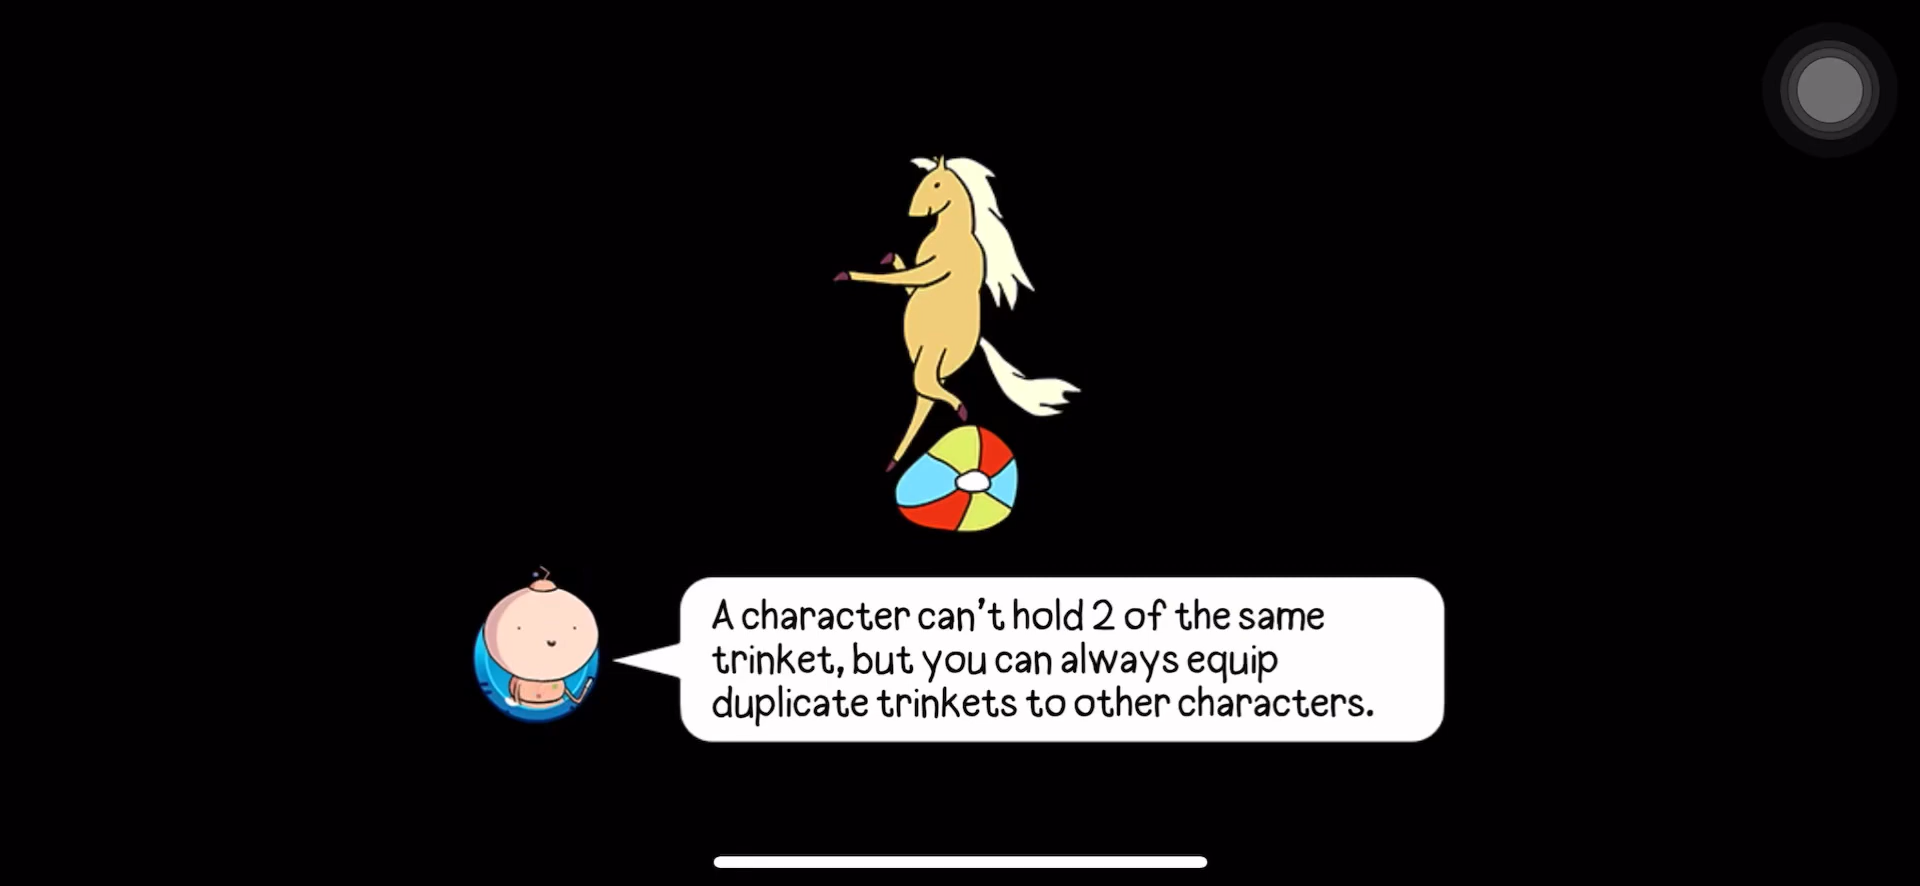 A character can't hold 2 of the same
trinket, but you can always equip
duplicate trinkets to other characters.